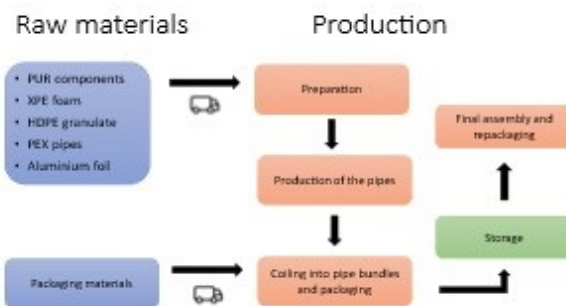 Raw materials
Production
• PUR components
• XPE foam
• HDPE granulate
• PEX pipes
• Aluminium foil
Preparation
Final assembly and
repackaging
Production of the pipes
Storage
Packaging materials
Coiling into pipe bundles
and packaging